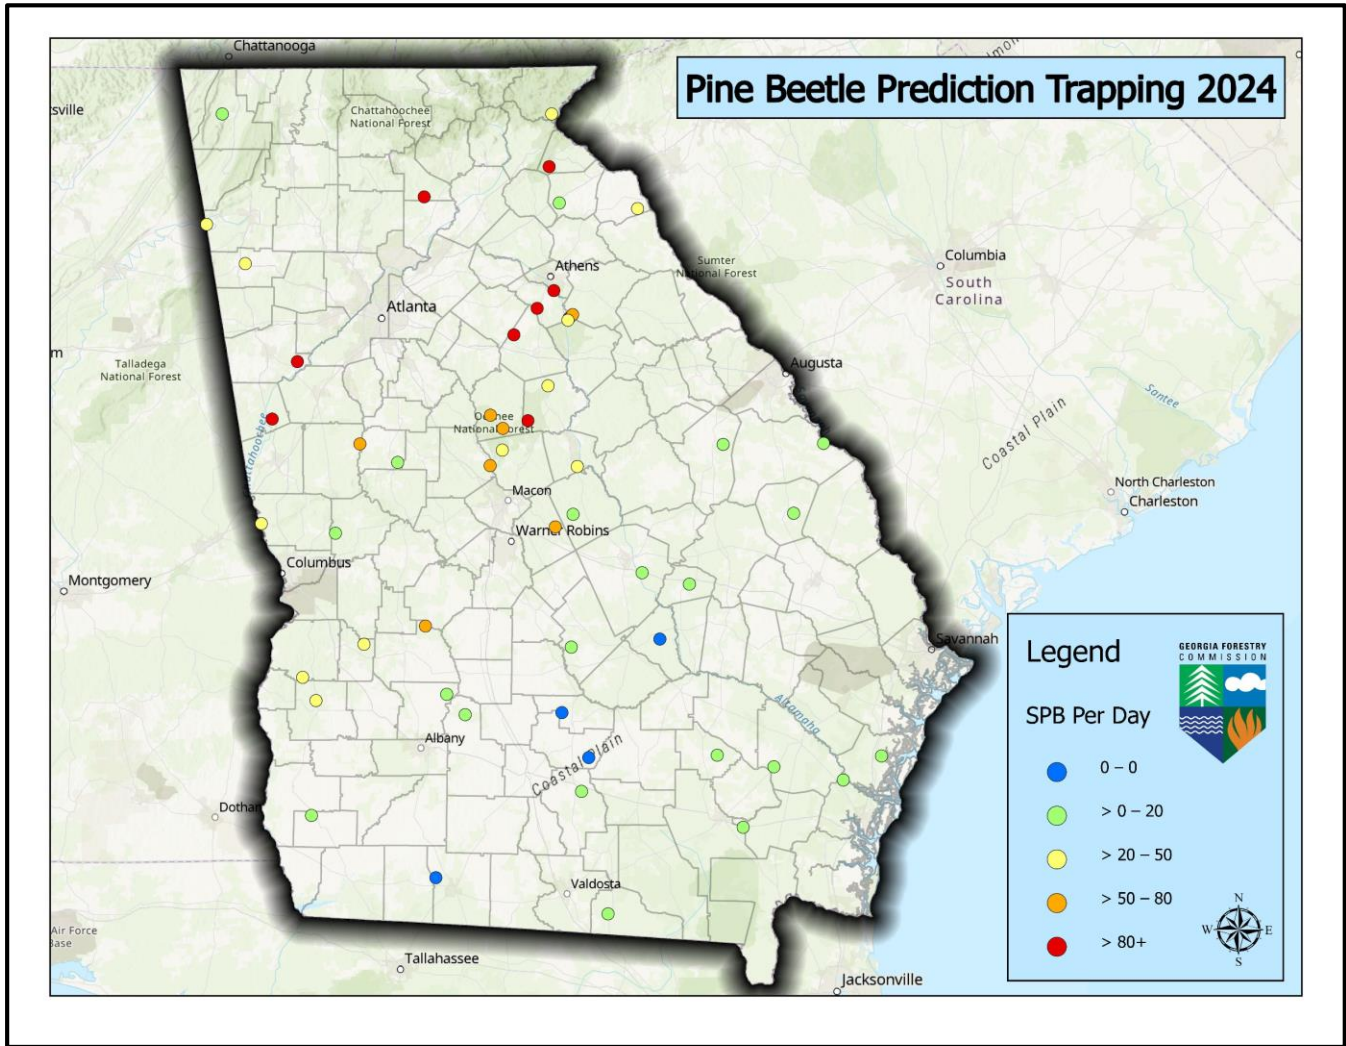 Chattanooga
Pine Beetle Prediction Trapping 2024
sville
Chattahoochee
National Forest
Athens
Sumter
National Forest
Columbia
South
Carolina
Atlanta
m
Talladega
National Forest
Augusta
Santee
Coastal Plain
National Forest
Macon
North Charleston
Charleston
Warner Robins
Columbus
Montgomery
Savannah
Altamaha
Albany
Coastal Plain
Dothan
Valdosta
Air Force
Base
Tallahassee
Jacksonville
Legend
GEORGIA FORESTRY
COMMISSION
SPB Per Day
0 – 0
> 0 – 20
> 20 – 50
> 50 – 80
> 80+
N
W E
S